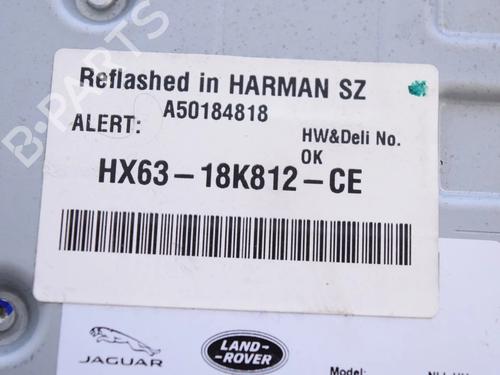 Reflashed in HARMAN SZ
A50184818
ALERT:
HW&Deli No.
OK
HX63-18K812-CE
JAGUAR
LAND-
ROVER
Model:
B-PARTS